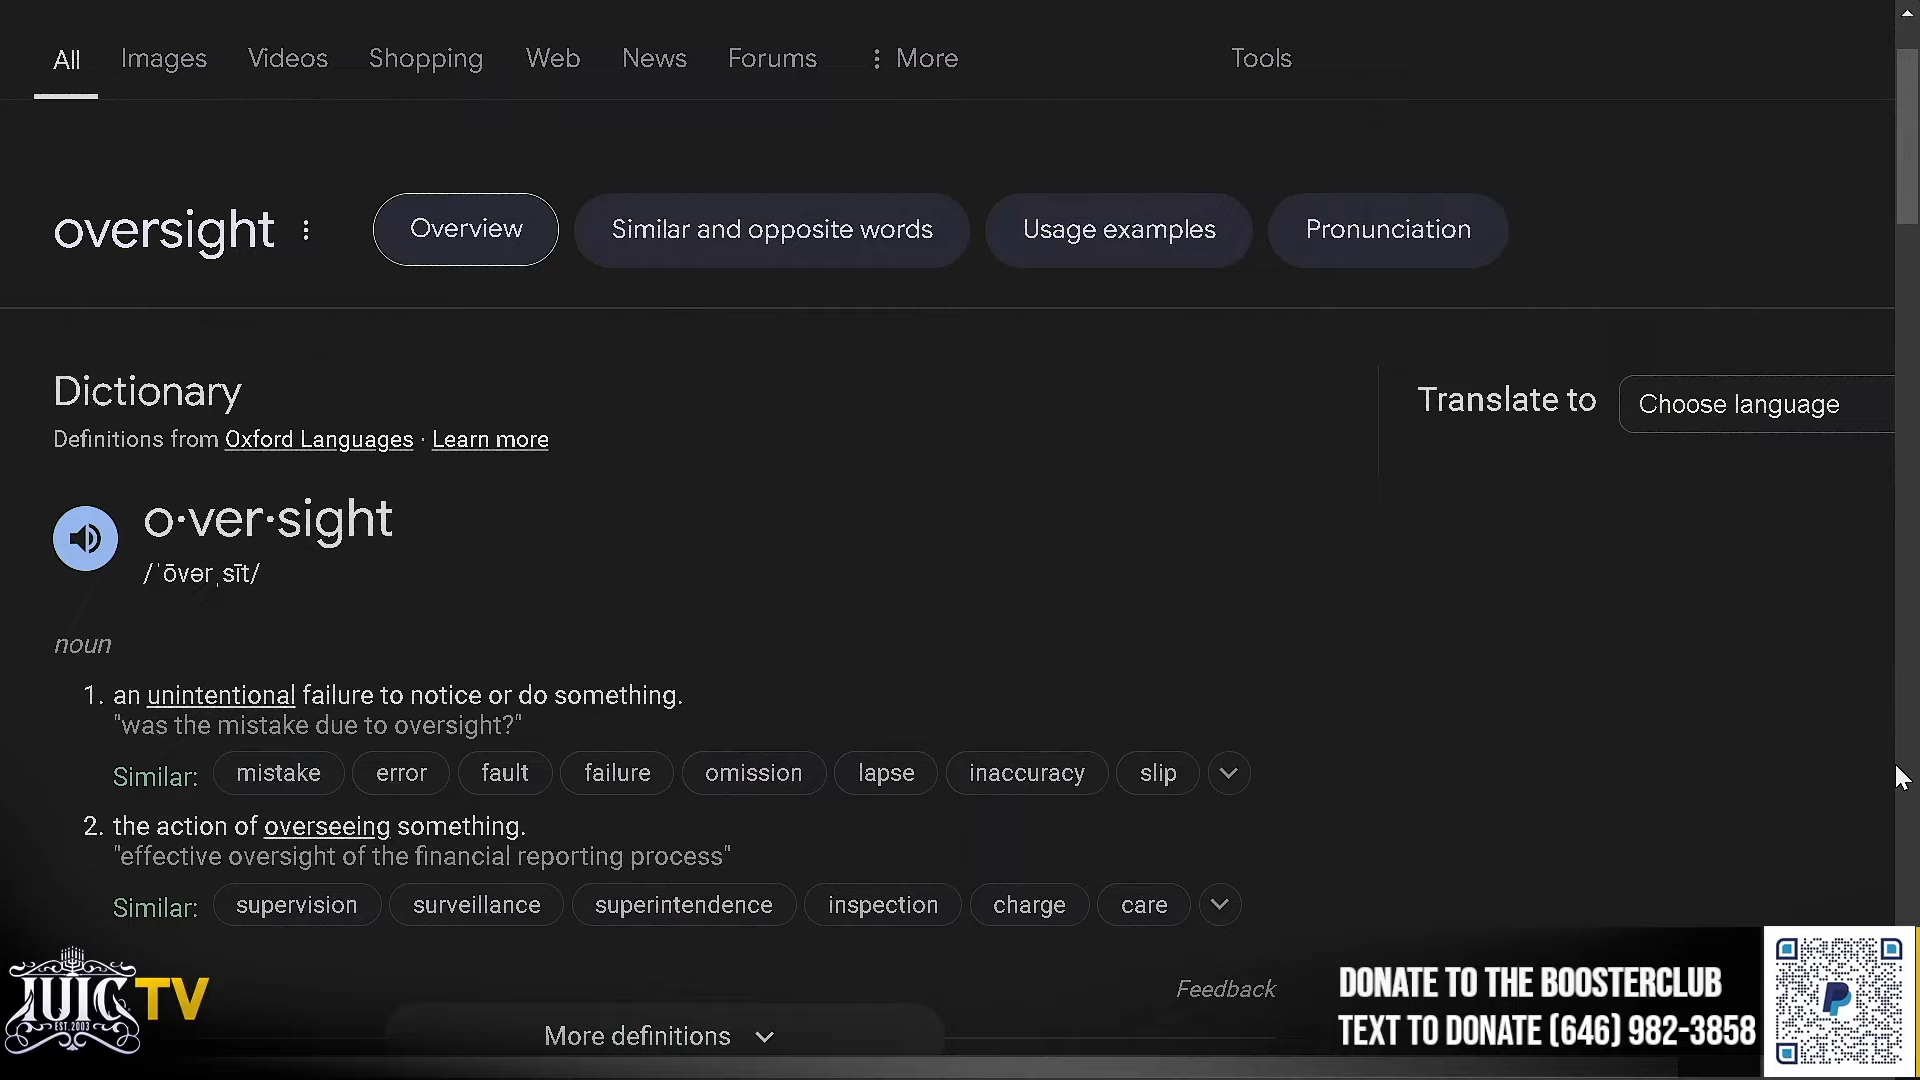 All Images Videos Shopping Web News Forums More Tools
oversight Overview Similar and opposite words Usage examples Pronunciation
Dictionary
Definitions from Oxford Languages · Learn more
Translate to Choose language
o·ver·sight
/ˈōvərˌsīt/
noun
1. an unintentional failure to notice or do something.
"was the mistake due to oversight?"
Similar: mistake error fault failure omission lapse inaccuracy slip
2. the action of overseeing something.
"effective oversight of the financial reporting process"
Similar: supervision surveillance superintendence inspection charge care
Feedback
More definitions
IUIC TV
EST. 2003
DONATE TO THE BOOSTERCLUB
TEXT TO DONATE (646) 982-3858